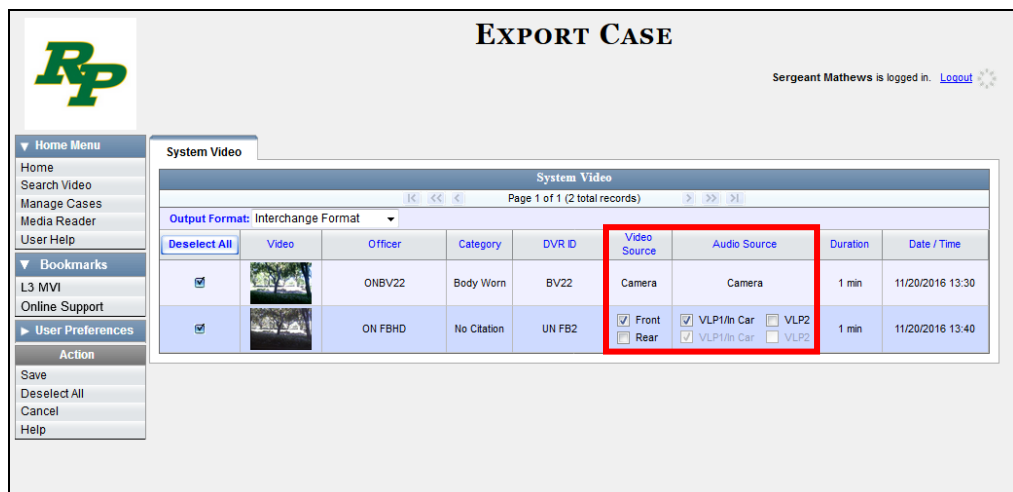 RP
EXPORT CASE
Sergeant Mathews is logged in. Logout
▼ Home Menu
Home
Search Video
Manage Cases
Media Reader
User Help
▼ Bookmarks
L3 MVI
Online Support
► User Preferences
Action
Save
Deselect All
Cancel
Help
System Video
System Video
|< << < Page 1 of 1 (2 total records) > >> >|
Output Format: Interchange Format
Deselect All Video Officer Category DVR ID Video Source Audio Source Duration Date / Time
ONBV22 Body Worn BV22 Camera Camera 1 min 11/20/2016 13:30
ON FBHD No Citation UN FB2 Front VLP1/In Car VLP2 1 min 11/20/2016 13:40
Rear VLP1/In Car VLP2